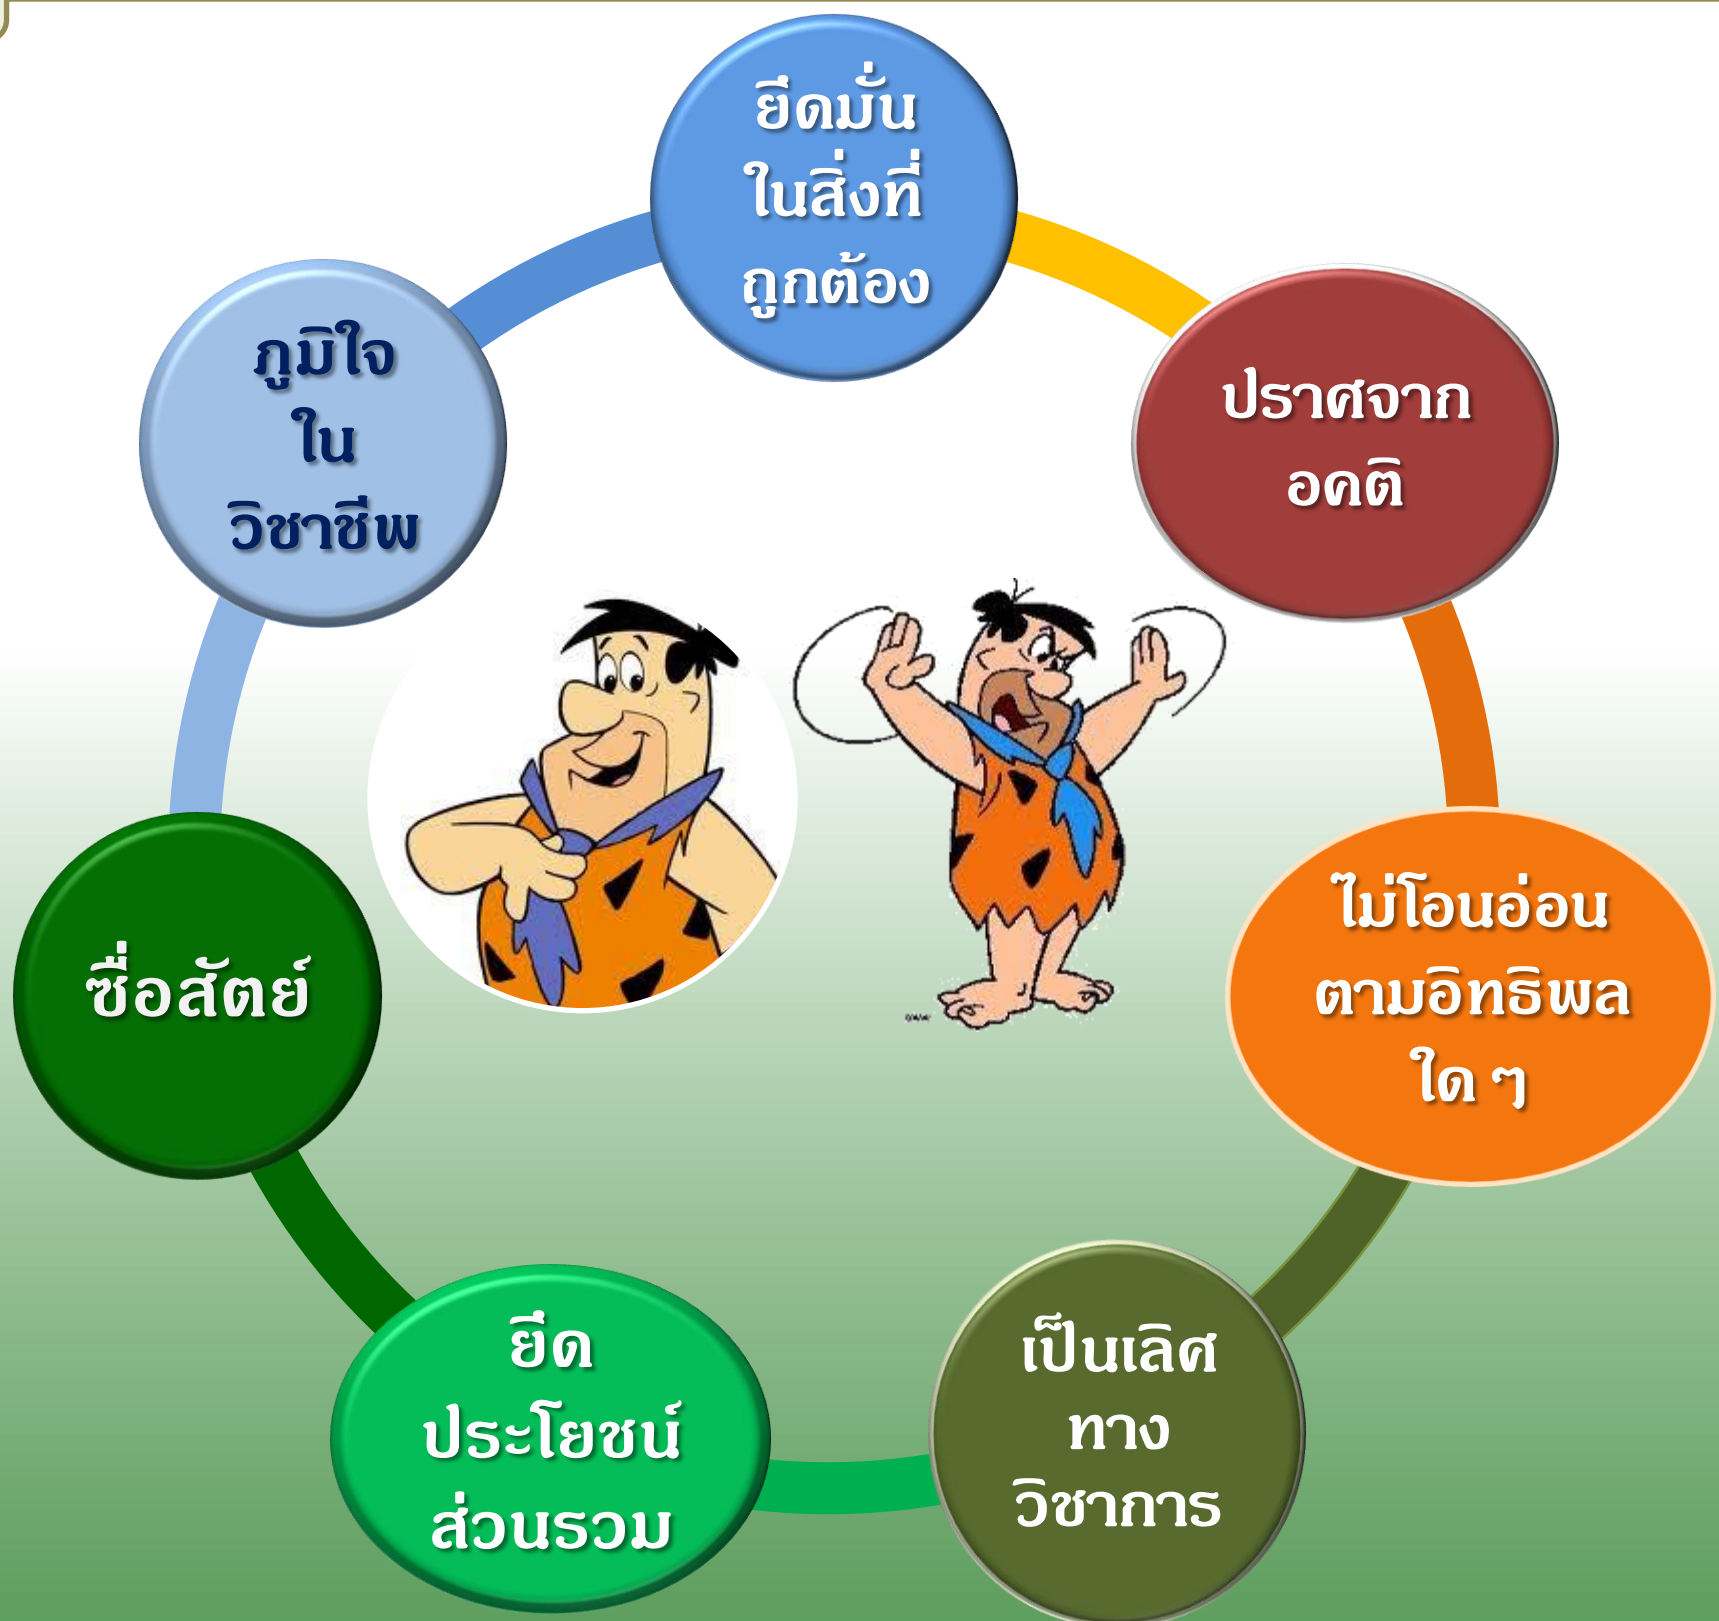 ยึดมั่น
ในสิ่งที่
ถูกต้อง
ปราศจาก
อคติ
ไม่โอนอ่อน
ตามอิทธิพล
ใด ๆ
เป็นเลิศ
ทาง
วิชาการ
ยึด
ประโยชน์
ส่วนรวม
ซื่อสัตย์
ภูมิใจ
ใน
วิชาชีพ